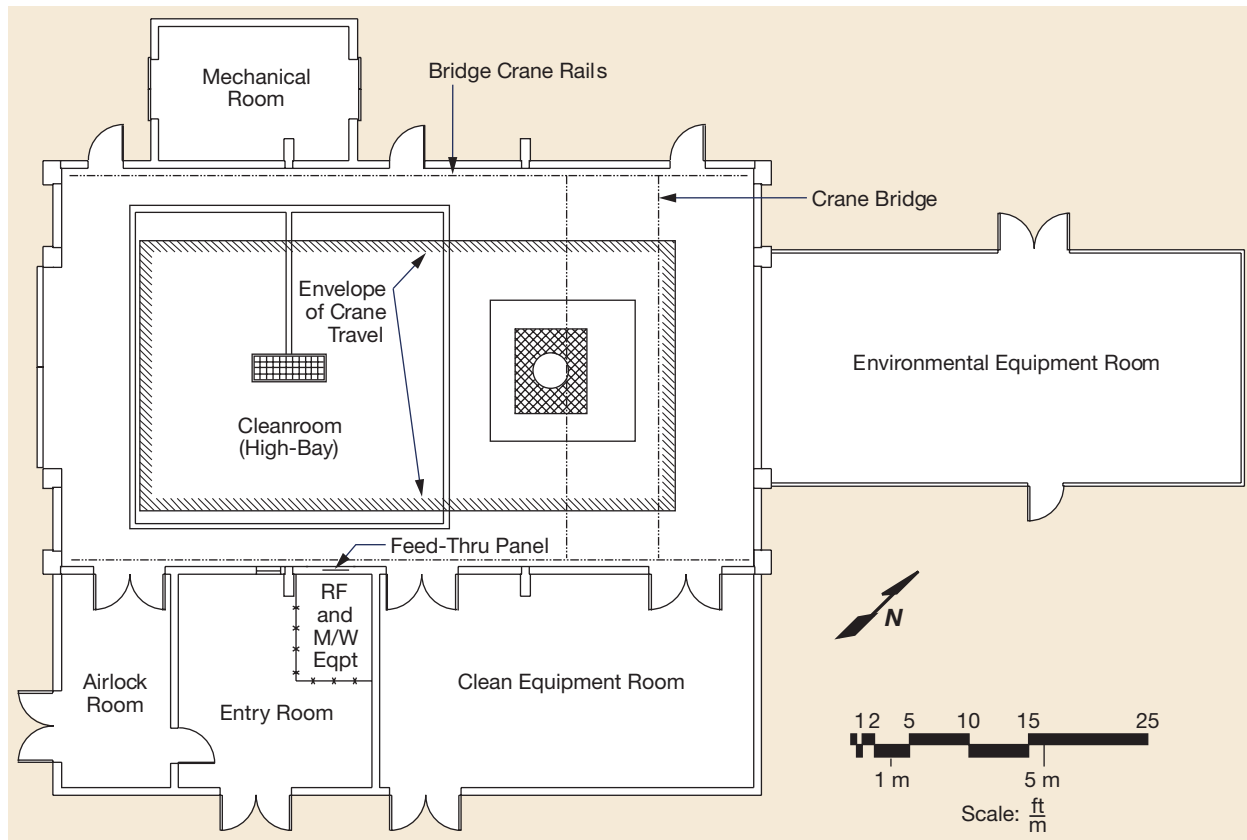 Mechanical
Room
Bridge Crane Rails
Crane Bridge
Envelope
of Crane
Travel
Environmental Equipment Room
Cleanroom
(High-Bay)
Feed-Thru Panel
RF
and
M/W
Eqpt
N
Airlock
Room
Entry Room
Clean Equipment Room
1 2 5 10 15 25
1 m 5 m
Scale: ft
m